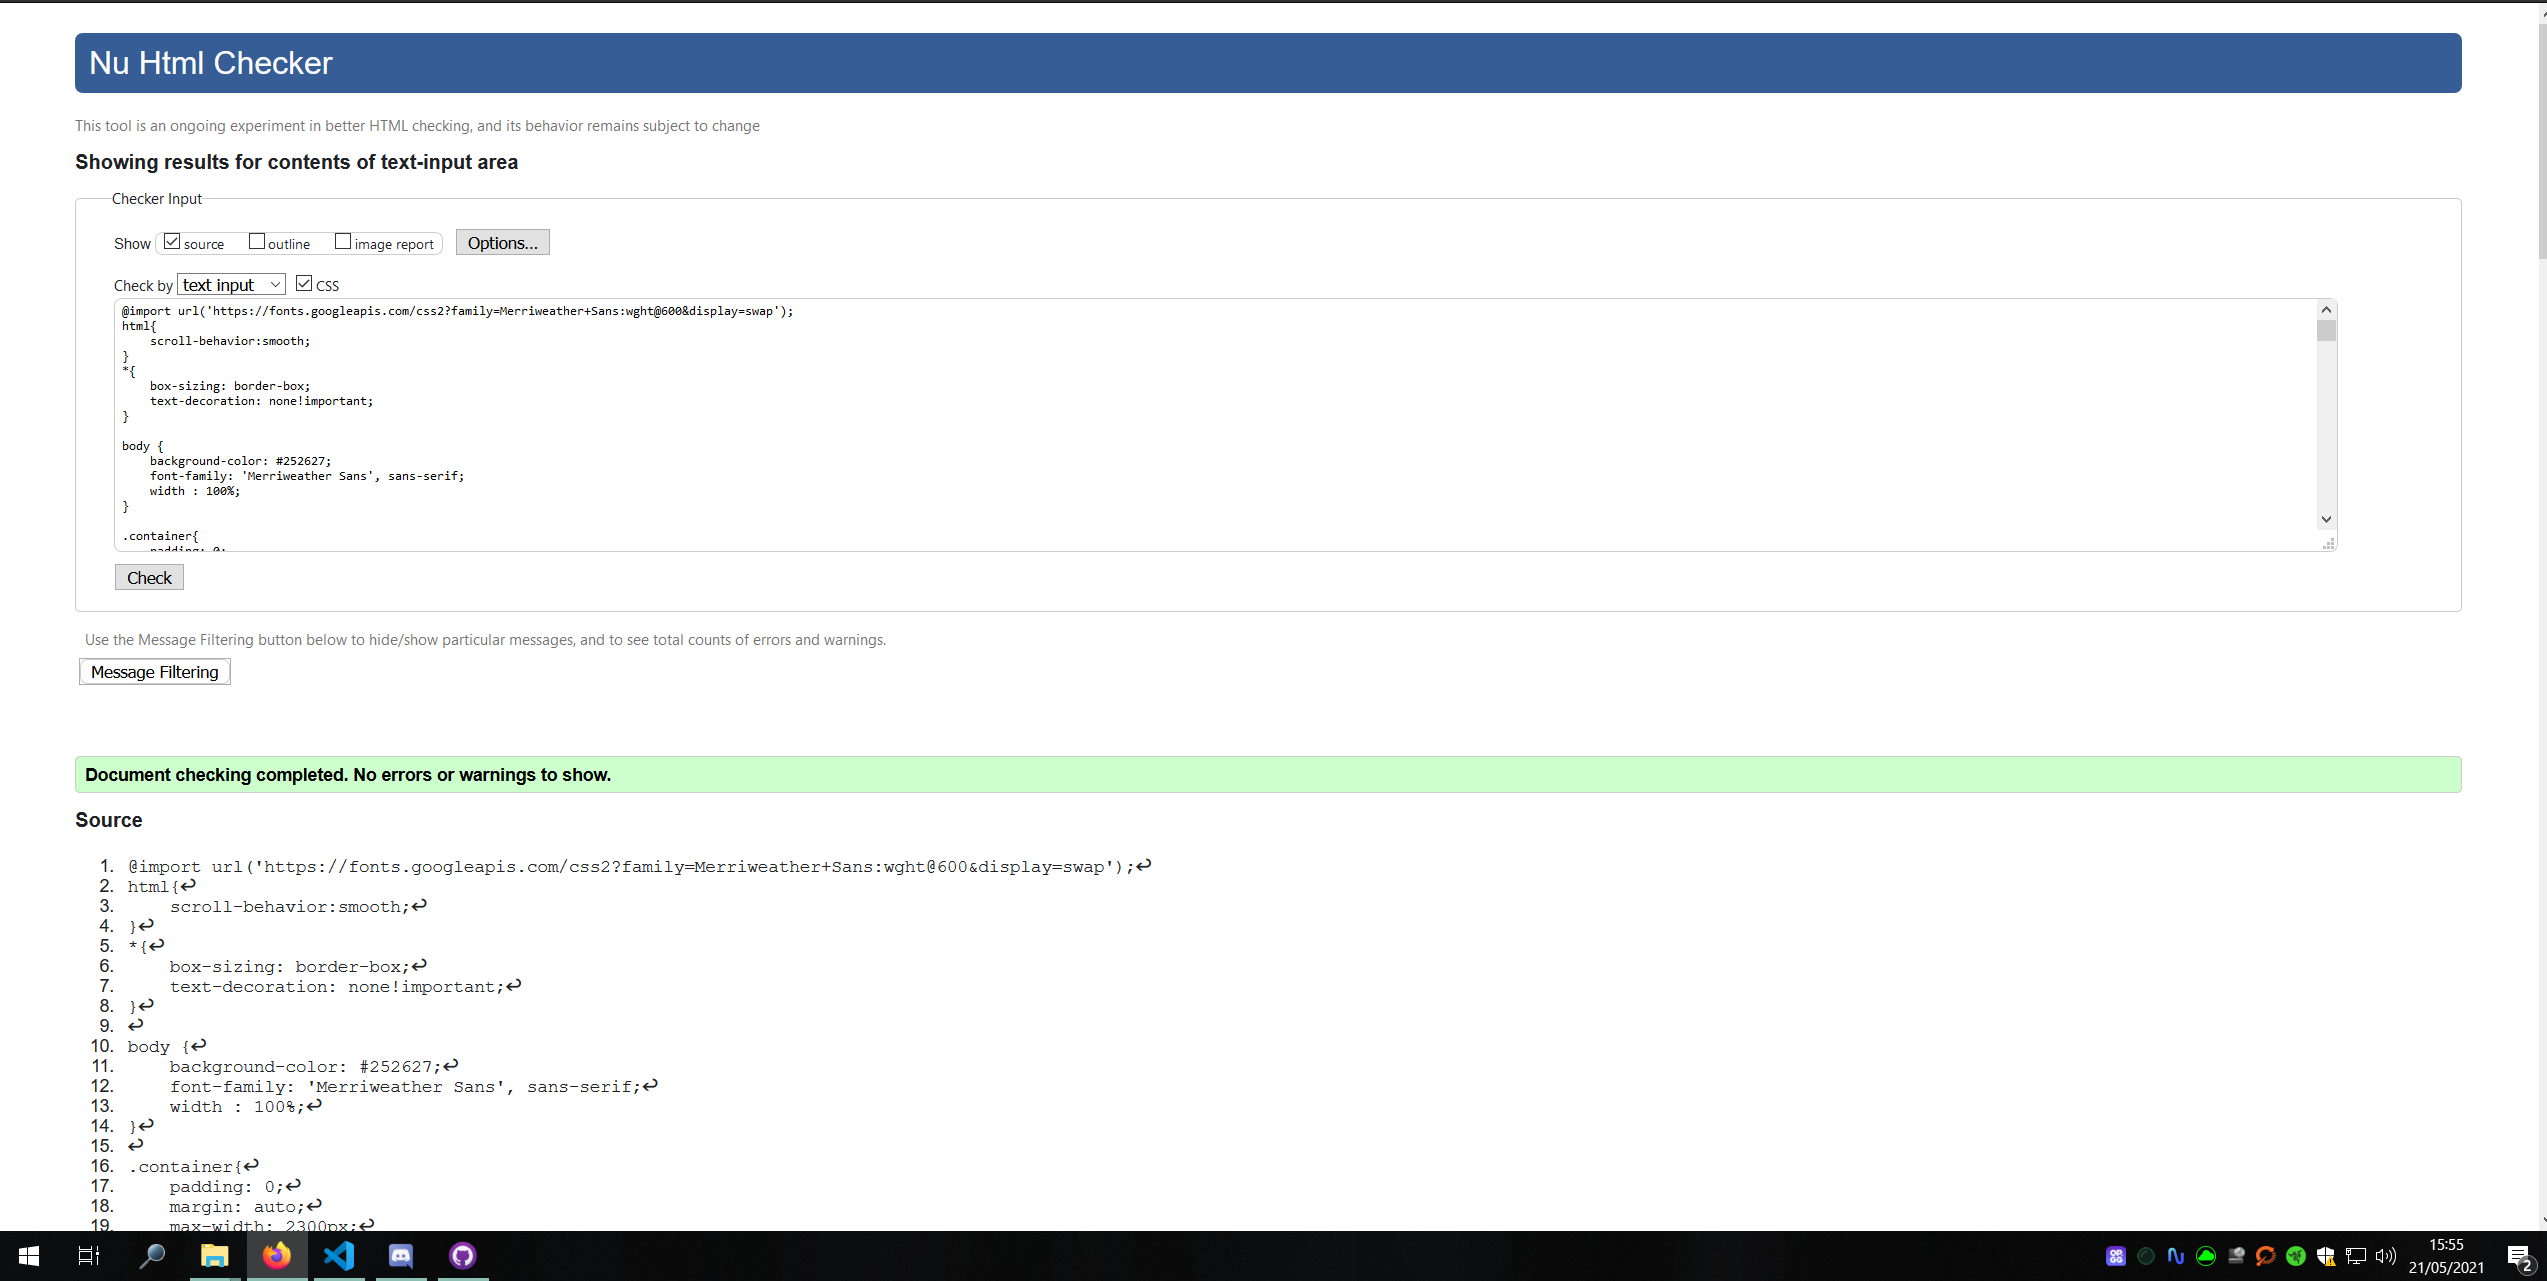 Nu Html Checker
This tool is an ongoing experiment in better HTML checking, and its behavior remains subject to change
Showing results for contents of text-input area
Checker Input
Show source outline image report Options...
Check by text input CSS
@import url('https://fonts.googleapis.com/css2?family=Merriweather+Sans:wght@600&display=swap');
html{
    scroll-behavior:smooth;
}
*{
    box-sizing: border-box;
    text-decoration: none!important;
}
body {
    background-color: #252627;
    font-family: 'Merriweather Sans', sans-serif;
    width : 100%;
}
.container{
    padding: 0;
Check
Use the Message Filtering button below to hide/show particular messages, and to see total counts of errors and warnings.
Message Filtering
Document checking completed. No errors or warnings to show.
Source
1. @import url('https://fonts.googleapis.com/css2?family=Merriweather+Sans:wght@600&display=swap');↩
2. html{↩
3.     scroll-behavior:smooth;↩
4. }↩
5. *{↩
6.     box-sizing: border-box;↩
7.     text-decoration: none!important;↩
8. }↩
9. ↩
10. body {↩
11.     background-color: #252627;↩
12.     font-family: 'Merriweather Sans', sans-serif;↩
13.     width : 100%;↩
14. }↩
15. ↩
16. .container{↩
17.     padding: 0;↩
18.     margin: auto;↩
19.     max-width: 2300px;↩
15:55
21/05/2021
2